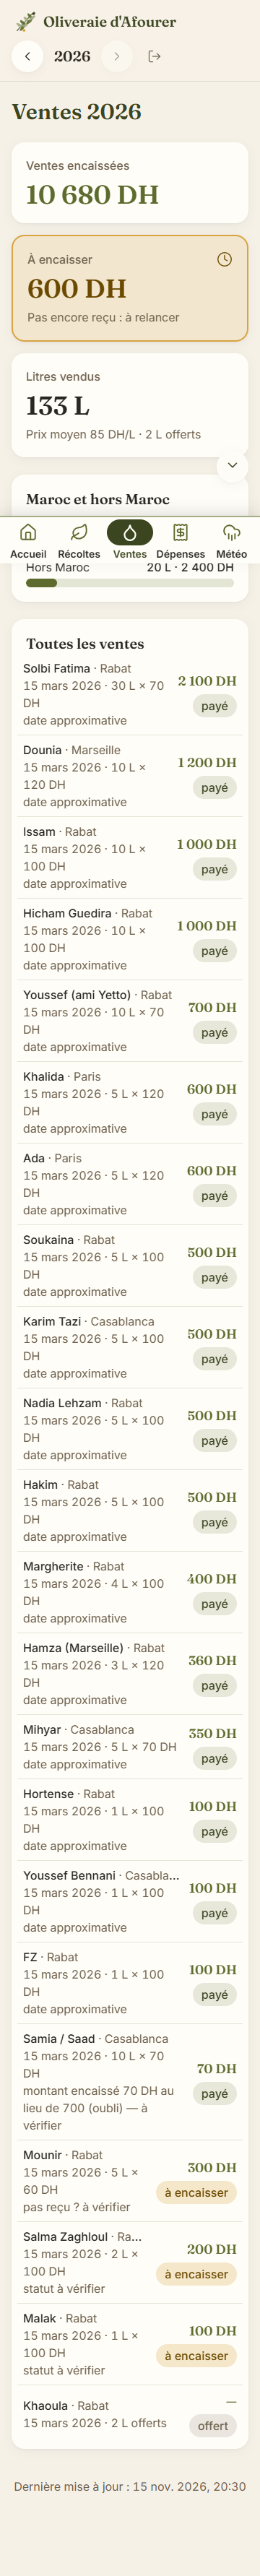 Oliveraie d'Afourer
2026
Ventes 2026
Ventes encaissées
10 680 DH
À encaisser
600 DH
Pas encore reçu : à relancer
Litres vendus
133 L
Prix moyen 85 DH/L · 2 L offerts
Maroc et hors Maroc
Accueil Récoltes Ventes Dépenses Météo
Hors Maroc 20 L · 2 400 DH
Toutes les ventes
Solbi Fatima · Rabat
15 mars 2026 · 30 L × 70
DH
date approximative
2 100 DH
payé
Dounia · Marseille
15 mars 2026 · 10 L ×
120 DH
date approximative
1 200 DH
payé
Issam · Rabat
15 mars 2026 · 10 L ×
100 DH
date approximative
1 000 DH
payé
Hicham Guedira · Rabat
15 mars 2026 · 10 L ×
100 DH
date approximative
1 000 DH
payé
Youssef (ami Yetto) · Rabat
15 mars 2026 · 10 L × 70
DH
date approximative
700 DH
payé
Khalida · Paris
15 mars 2026 · 5 L × 120
DH
date approximative
600 DH
payé
Ada · Paris
15 mars 2026 · 5 L × 120
DH
date approximative
600 DH
payé
Soukaina · Rabat
15 mars 2026 · 5 L × 100
DH
date approximative
500 DH
payé
Karim Tazi · Casablanca
15 mars 2026 · 5 L × 100
DH
date approximative
500 DH
payé
Nadia Lehzam · Rabat
15 mars 2026 · 5 L × 100
DH
date approximative
500 DH
payé
Hakim · Rabat
15 mars 2026 · 5 L × 100
DH
date approximative
500 DH
payé
Margherite · Rabat
15 mars 2026 · 4 L × 100
DH
date approximative
400 DH
payé
Hamza (Marseille) · Rabat
15 mars 2026 · 3 L × 120
DH
date approximative
360 DH
payé
Mihyar · Casablanca
15 mars 2026 · 5 L × 70 DH
date approximative
350 DH
payé
Hortense · Rabat
15 mars 2026 · 1 L × 100
DH
date approximative
100 DH
payé
Youssef Bennani · Casabla...
15 mars 2026 · 1 L × 100
DH
date approximative
100 DH
payé
FZ · Rabat
15 mars 2026 · 1 L × 100
DH
date approximative
100 DH
payé
Samia / Saad · Casablanca
15 mars 2026 · 10 L × 70
DH
montant encaissé 70 DH au
lieu de 700 (oubli) — à
vérifier
70 DH
payé
Mounir · Rabat
15 mars 2026 · 5 L ×
60 DH
pas reçu ? à vérifier
300 DH
à encaisser
Salma Zaghloul · Ra...
15 mars 2026 · 2 L ×
100 DH
statut à vérifier
200 DH
à encaisser
Malak · Rabat
15 mars 2026 · 1 L ×
100 DH
statut à vérifier
100 DH
à encaisser
Khaoula · Rabat
15 mars 2026 · 2 L offerts
—
offert
Dernière mise à jour : 15 nov. 2026, 20:30